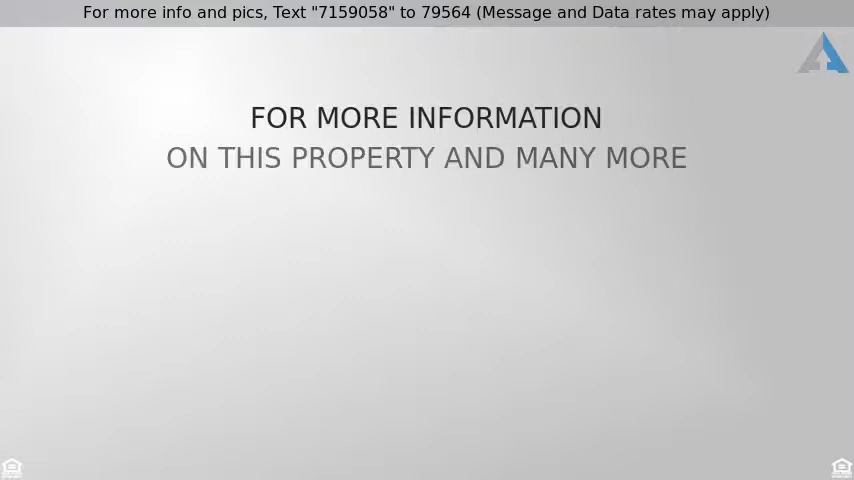 For more info and pics, Text "7159058" to 79564 (Message and Data rates may apply)
FOR MORE INFORMATION
ON THIS PROPERTY AND MANY MORE